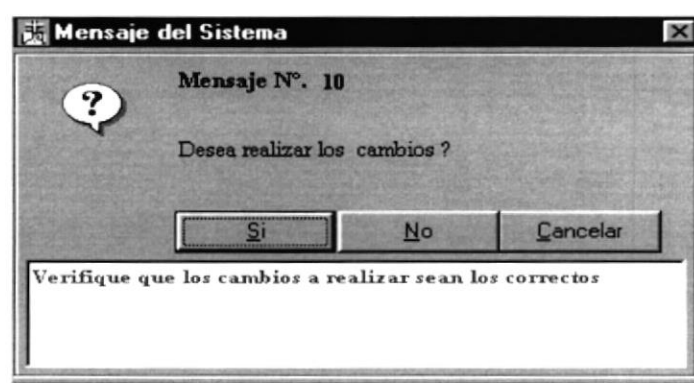 Mensaje del Sistema
Mensaje Nº. 10
?
Desea realizar los cambios ?
Si
No
Cancelar
Verifique que los cambios a realizar sean los correctos